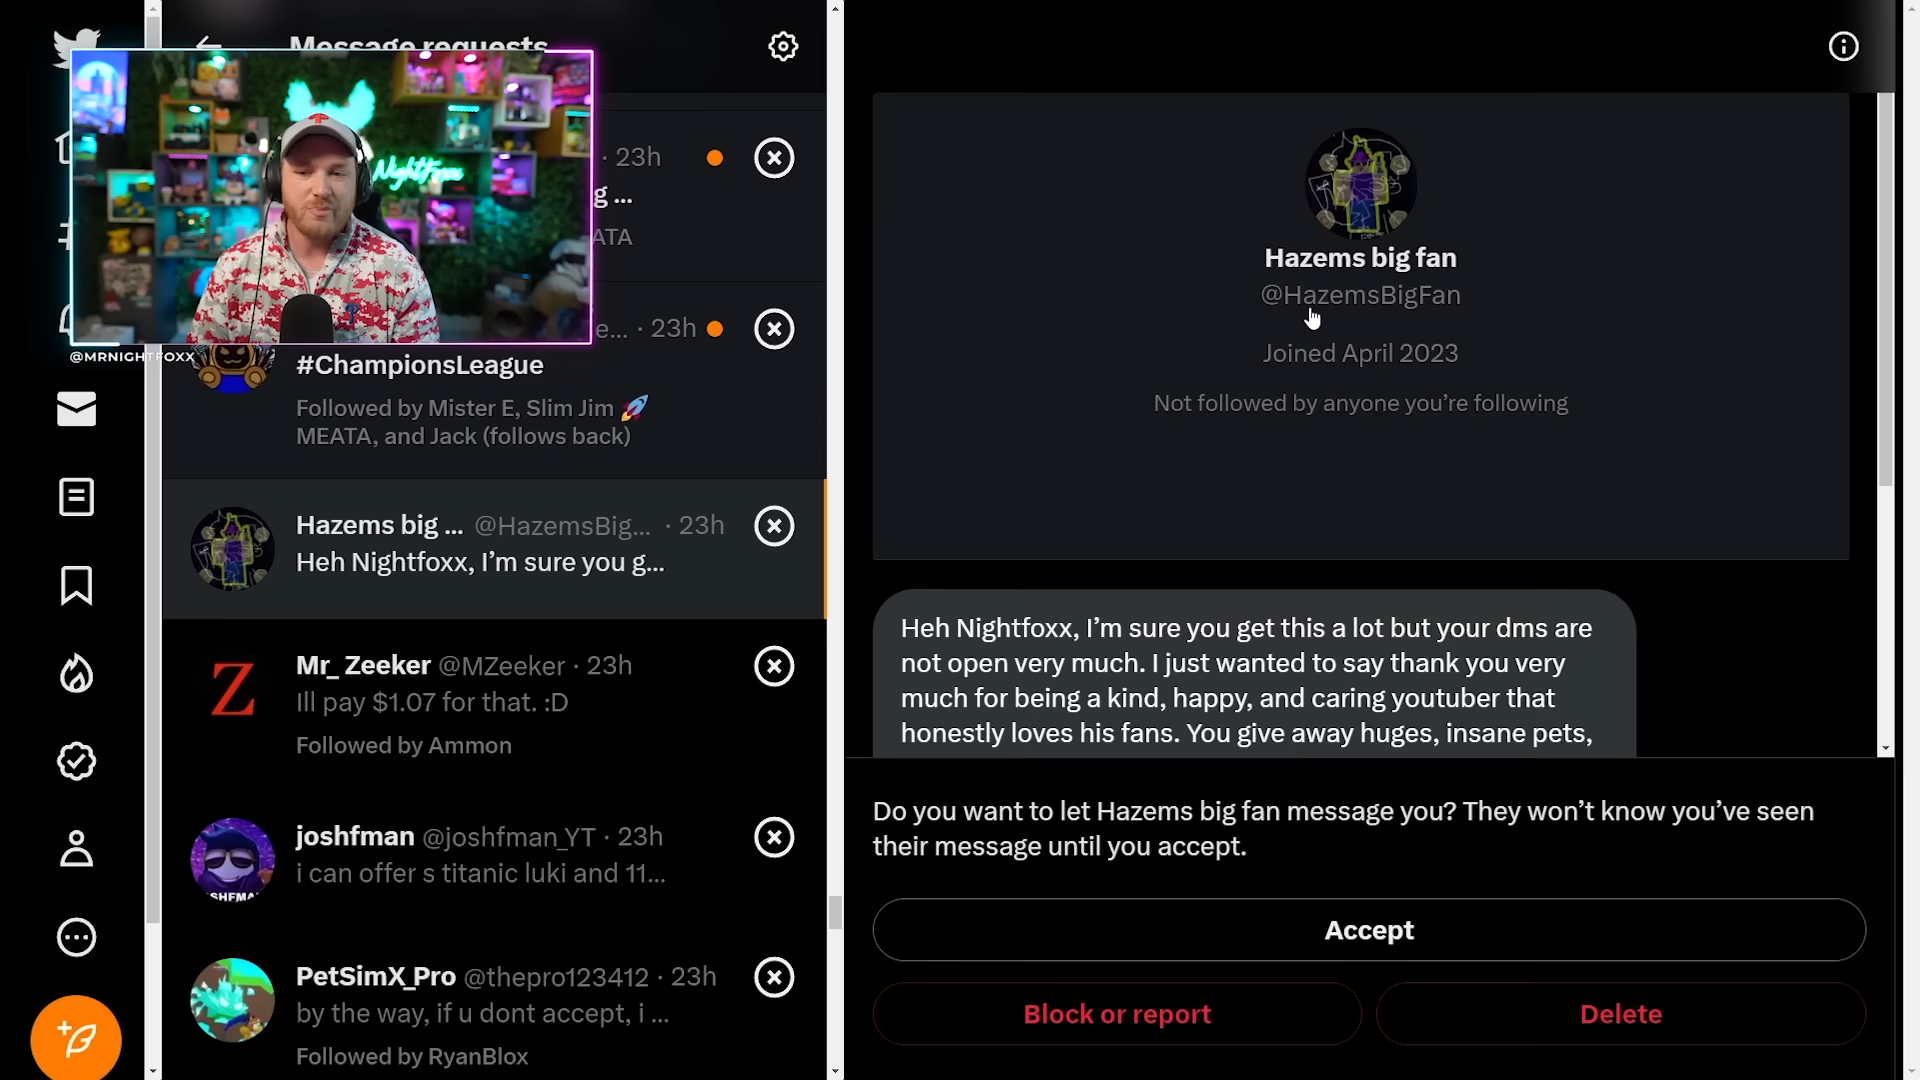 Message requests
· 23h
g ...
ATA
NightFoxx
@MRNIGHTFOXX
e... · 23h
#ChampionsLeague
Followed by Mister E, Slim Jim 🚀
MEATA, and Jack (follows back)
Hazems big ... @HazemsBig... · 23h
Heh Nightfoxx, I'm sure you g...
Z
Mr_ Zeeker @MZeeker · 23h
Ill pay $1.07 for that. :D
Followed by Ammon
SHFMA
joshfman @joshfman_YT · 23h
i can offer s titanic luki and 11...
PetSimX_Pro @thepro123412 · 23h
by the way, if u dont accept, i ...
Followed by RyanBlox
Hazems big fan
@HazemsBigFan
Joined April 2023
Not followed by anyone you're following
Heh Nightfoxx, I'm sure you get this a lot but your dms are
not open very much. I just wanted to say thank you very
much for being a kind, happy, and caring youtuber that
honestly loves his fans. You give away huges, insane pets,
Do you want to let Hazems big fan message you? They won't know you've seen
their message until you accept.
Accept
Block or report
Delete